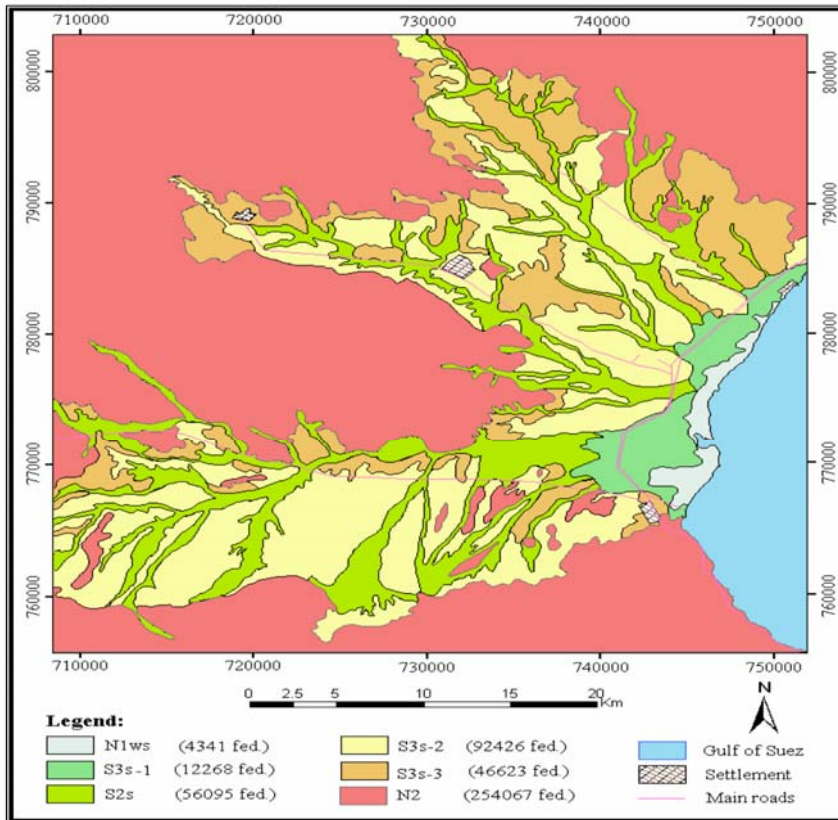 710000 720000 730000 740000 750000
800000 800000
790000 790000
780000 780000
770000 770000
760000 760000
710000 720000 730000 740000 750000
0 2.5 5 10 15 20
Km
N
Legend:
N1ws (4341 fed.) S3s-2 (92426 fed.) Gulf of Suez
S3s-1 (12268 fed.) S3s-3 (46623 fed.) Settlement
S2s (56095 fed.) N2 (254067 fed.) Main roads